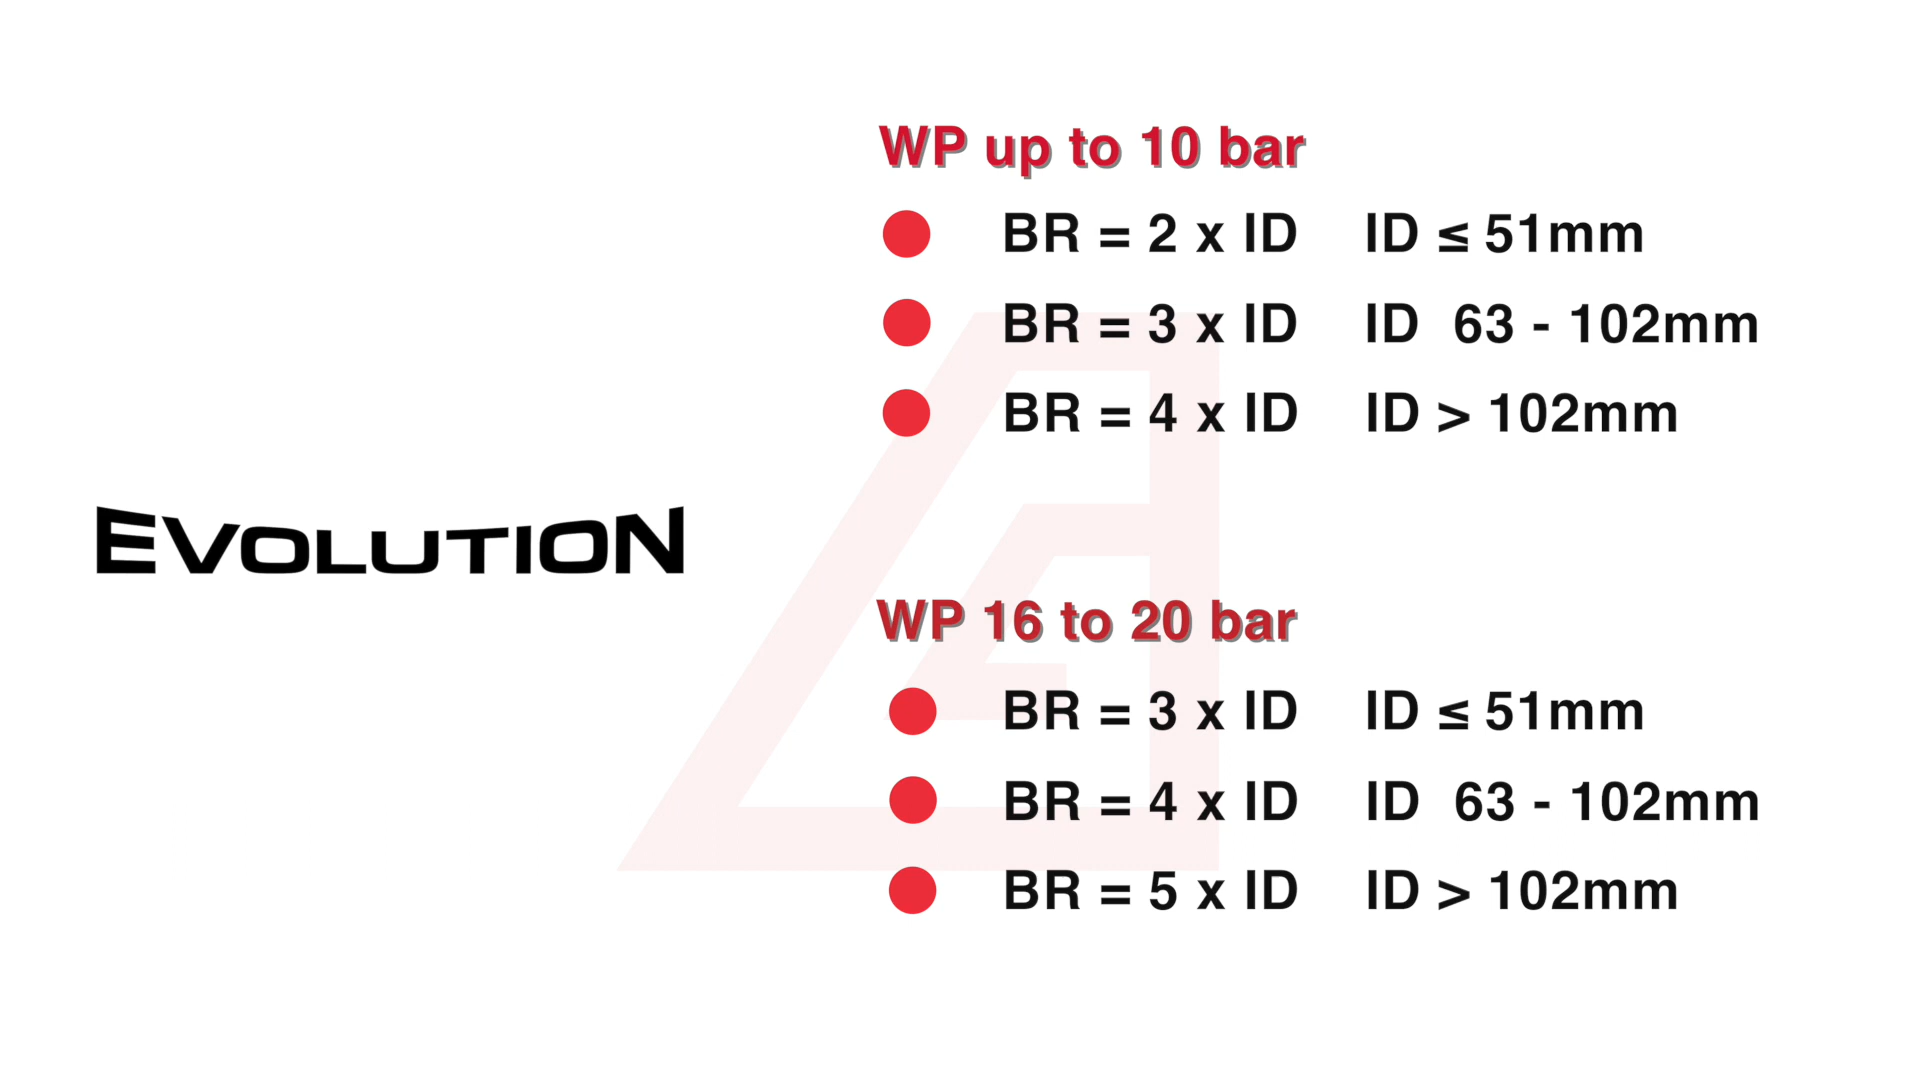 WP up to 10 bar
BR = 2 x ID ID ≤ 51mm
BR = 3 x ID ID 63 - 102mm
BR = 4 x ID ID > 102mm
EVOLUTION
WP 16 to 20 bar
BR = 3 x ID ID ≤ 51mm
BR = 4 x ID ID 63 - 102mm
BR = 5 x ID ID > 102mm